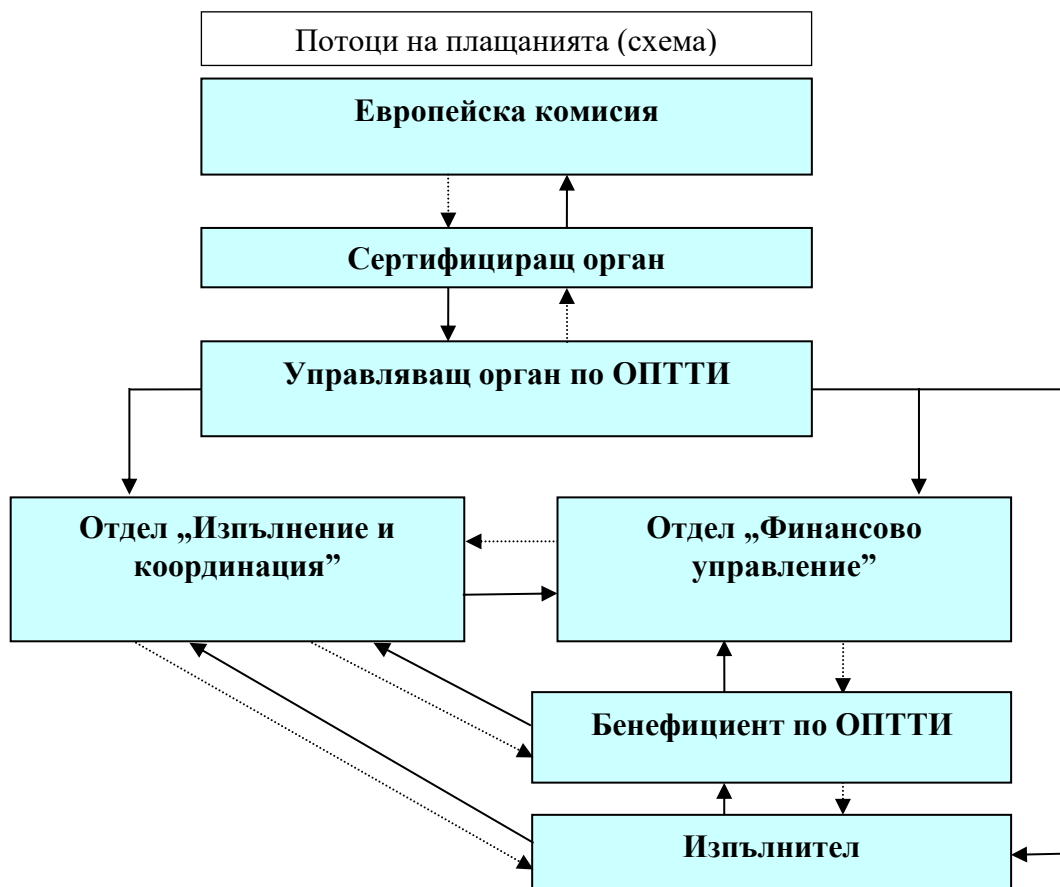 Потоци на плащанията (схема)
Европейска комисия
Сертифициращ орган
Управляващ орган по ОПТТИ
Отдел „Изпълнение и
координация”
Отдел „Финансово
управление”
Бенефициент по ОПТТИ
Изпълнител